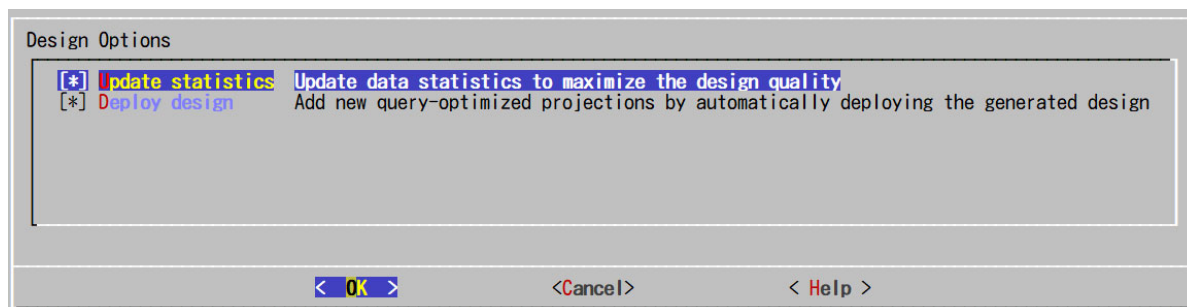 Design Options
[*] Update statistics Update data statistics to maximize the design quality
[*] Deploy design Add new query-optimized projections by automatically deploying the generated design
< OK > <Cancel> < Help >